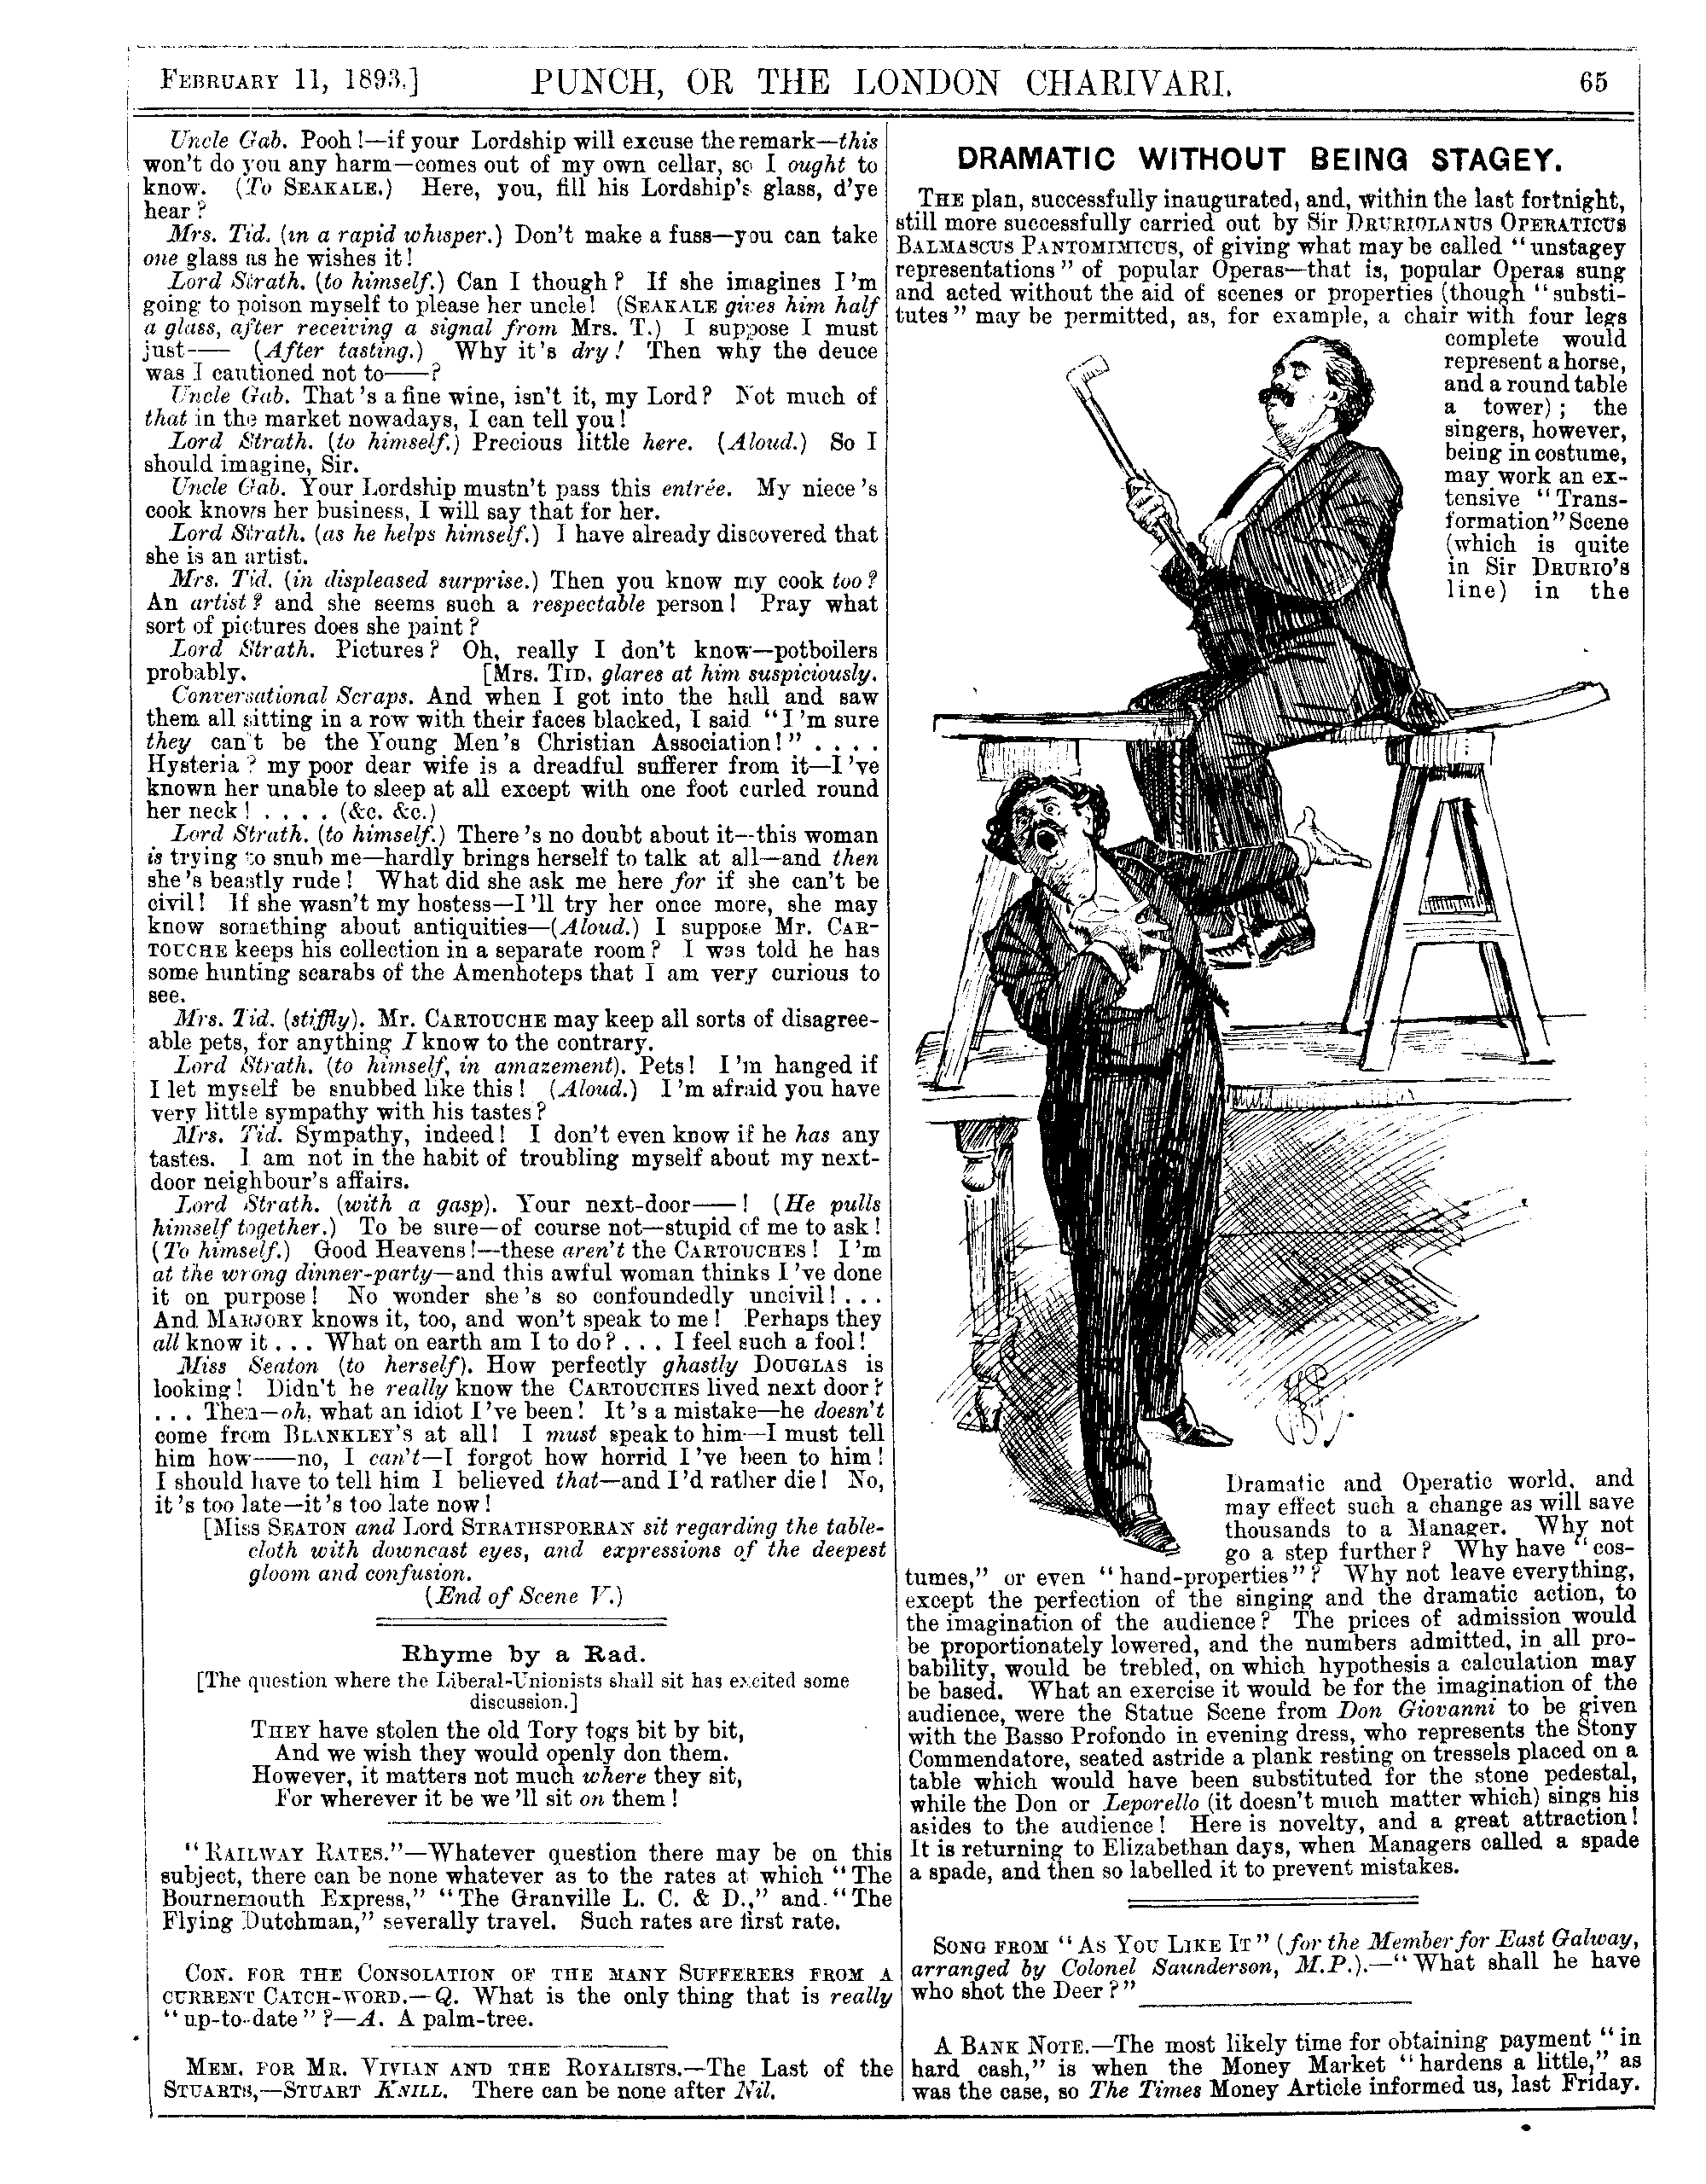 FEBRUARY 11, 1893.] PUNCH, OR THE LONDON CHARIVARI. 65
Uncle Gab. Pooh!—if your Lordship will excuse the remark—this
won't do you any harm—comes out of my own cellar, so I ought to
know. (To SEAKALE.) Here, you, fill his Lordship's glass, d'ye
hear?
Mrs. Tid. (in a rapid whisper.) Don't make a fuss—you can take
one glass as he wishes it!
Lord Strath. (to himself.) Can I though? If she imagines I'm
going to poison myself to please her uncle! (SEAKALE gives him half
a glass, after receiving a signal from Mrs. T.) I suppose I must
just—— (After tasting.) Why it's dry! Then why the deuce
was I cautioned not to——?
Uncle Gab. That's a fine wine, isn't it, my Lord? Not much of
that in the market nowadays, I can tell you!
Lord Strath. (to himself.) Precious little here. (Aloud.) So I
should imagine, Sir.
Uncle Gab. Your Lordship mustn't pass this entrée. My niece's
cook knows her business, I will say that for her.
Lord Strath. (as he helps himself.) I have already discovered that
she is an artist.
Mrs. Tid. (in displeased surprise.) Then you know my cook too?
An artist? and she seems such a respectable person! Pray what
sort of pictures does she paint?
Lord Strath. Pictures? Oh, really I don't know—potboilers
probably. [Mrs. TID. glares at him suspiciously.
Conversational Scraps. And when I got into the hall and saw
them all sitting in a row with their faces blacked, I said "I'm sure
they can't be the Young Men's Christian Association!" . . . .
Hysteria? my poor dear wife is a dreadful sufferer from it—I've
known her unable to sleep at all except with one foot curled round
her neck! . . . . (&c. &c.)
Lord Strath. (to himself.) There's no doubt about it—this woman
is trying to snub me—hardly brings herself to talk at all—and then
she's beastly rude! What did she ask me here for if she can't be
civil! If she wasn't my hostess—I'll try her once more, she may
know something about antiquities—(Aloud.) I suppose Mr. CAR-
TOUCHE keeps his collection in a separate room? I was told he has
some hunting scarabs of the Amenhoteps that I am very curious to
see.
Mrs. Tid. (stiffly). Mr. CARTOUCHE may keep all sorts of disagree-
able pets, for anything I know to the contrary.
Lord Strath. (to himself, in amazement). Pets! I'm hanged if
I let myself be snubbed like this! (Aloud.) I'm afraid you have
very little sympathy with his tastes?
Mrs. Tid. Sympathy, indeed! I don't even know if he has any
tastes. I am not in the habit of troubling myself about my next-
door neighbour's affairs.
Lord Strath. (with a gasp). Your next-door——! (He pulls
himself together.) To be sure—of course not—stupid of me to ask!
(To himself.) Good Heavens!—these aren't the CARTOUCHES! I'm
at the wrong dinner-party—and this awful woman thinks I've done
it on purpose! No wonder she's so confoundedly uncivil! . . .
And MARJORY knows it, too, and won't speak to me! Perhaps they
all know it . . . What on earth am I to do? . . . I feel such a fool!
Miss Seaton (to herself). How perfectly ghastly DOUGLAS is
looking! Didn't he really know the CARTOUCHES lived next door?
. . . Then—oh, what an idiot I've been! It's a mistake—he doesn't
come from BLANKLEY'S at all! I must speak to him—I must tell
him how——no, I can't—I forgot how horrid I've been to him!
I should have to tell him I believed that—and I'd rather die! No,
it's too late—it's too late now!
[Miss SEATON and Lord STRATHSPORRAN sit regarding the table-
cloth with downcast eyes, and expressions of the deepest
gloom and confusion.
(End of Scene V.)
Rhyme by a Rad.
[The question where the Liberal-Unionists shall sit has excited some
discussion.]
THEY have stolen the old Tory togs bit by bit,
And we wish they would openly don them.
However, it matters not much where they sit,
For wherever it be we'll sit on them!
"RAILWAY RATES."—Whatever question there may be on this
subject, there can be none whatever as to the rates at which "The
Bournemouth Express," "The Granville L. C. & D.," and "The
Flying Dutchman," severally travel. Such rates are first rate.
CON. FOR THE CONSOLATION OF THE MANY SUFFERERS FROM A
CURRENT CATCH-WORD.—Q. What is the only thing that is really
"up-to-date"?—A. A palm-tree.
MEM. FOR MR. VIVIAN AND THE ROYALISTS.—The Last of the
STUARTS,—STUART KNILL. There can be none after Nil.
DRAMATIC WITHOUT BEING STAGEY.
THE plan, successfully inaugurated, and, within the last fortnight,
still more successfully carried out by Sir DRURIOLANUS OPERATICUS
BALMASCUS PANTOMIMICUS, of giving what may be called "unstagey
representations" of popular Operas—that is, popular Operas sung
and acted without the aid of scenes or properties (though "substi-
tutes" may be permitted, as, for example, a chair with four legs
complete would
represent a horse,
and a round table
a tower); the
singers, however,
being in costume,
may work an ex-
tensive "Trans-
formation" Scene
(which is quite
in Sir DRURIO'S
line) in the
Dramatic and Operatic world, and
may effect such a change as will save
thousands to a Manager. Why not
go a step further? Why have "cos-
tumes," or even "hand-properties"? Why not leave everything,
except the perfection of the singing and the dramatic action, to
the imagination of the audience? The prices of admission would
be proportionately lowered, and the numbers admitted, in all pro-
bability, would be trebled, on which hypothesis a calculation may
be based. What an exercise it would be for the imagination of the
audience, were the Statue Scene from Don Giovanni to be given
with the Basso Profondo in evening dress, who represents the Stony
Commendatore, seated astride a plank resting on tressels placed on a
table which would have been substituted for the stone pedestal,
while the Don or Leporello (it doesn't much matter which) sings his
asides to the audience! Here is novelty, and a great attraction!
It is returning to Elizabethan days, when Managers called a spade
a spade, and then so labelled it to prevent mistakes.
SONG FROM "AS YOU LIKE IT" (for the Member for East Galway,
arranged by Colonel Saunderson, M.P.).—"What shall he have
who shot the Deer?"
A BANK NOTE.—The most likely time for obtaining payment "in
hard cash," is when the Money Market "hardens a little," as
was the case, so The Times Money Article informed us, last Friday.